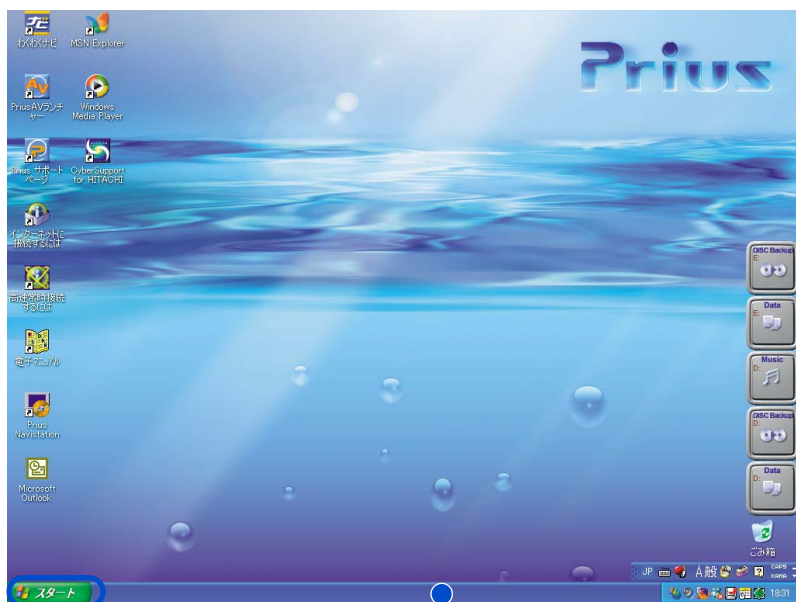 Prius
わくわくナビ
MSN Explorer
Prius AVランチ
ャー
Windows
Media Player
Prius サポート
ページ
CyberSupport
for HITACHI
インターネットに
接続するには
高速常時接続
するには
電子マニュアル
Prius
Navistation
Microsoft
Outlook
DISC Backup
E:
Data
E:
Music
D:
DISC Backup
D:
Data
D:
ごみ箱
JP
A 般
CAPS
KANA
スタート
18:31